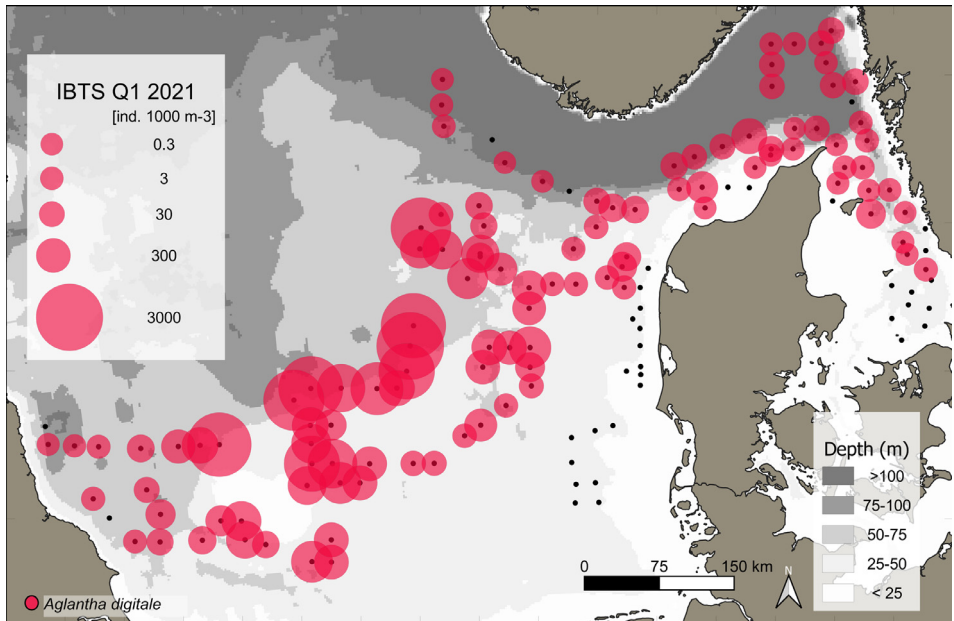 IBTS Q1 2021
[ind. 1000 m-3]
0.3
3
30
300
3000
Depth (m)
>100
75-100
50-75
25-50
< 25
0 75 150 km
N
Aglantha digitale